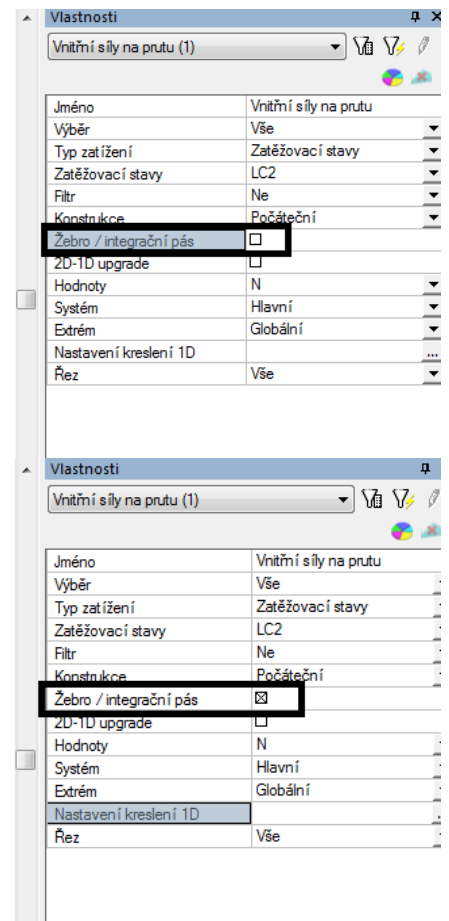 Vlastnosti
Vnitřní síly na prutu (1)
Jméno Vnitřní síly na prutu
Výběr Vše
Typ zatížení Zatěžovací stavy
Zatěžovací stavy LC2
Filtr Ne
Konstrukce Počáteční
Žebro / integrační pás
2D-1D upgrade
Hodnoty N
Systém Hlavní
Extrém Globální
Nastavení kreslení 1D ...
Řez Vše
Vlastnosti
Vnitřní síly na prutu (1)
Jméno Vnitřní síly na prutu
Výběr Vše
Typ zatížení Zatěžovací stavy
Zatěžovací stavy LC2
Filtr Ne
Konstrukce Počáteční
Žebro / integrační pás
2D-1D upgrade
Hodnoty N
Systém Hlavní
Extrém Globální
Nastavení kreslení 1D
Řez Vše